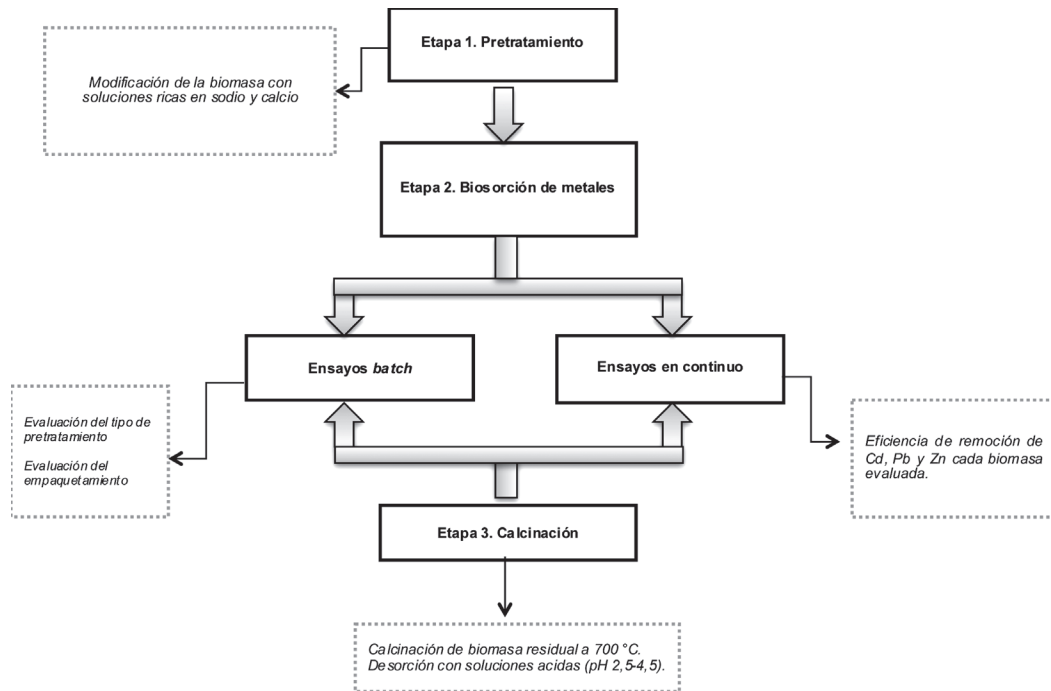 Etapa 1. Pretratamiento
Modificación de la biomasa con
soluciones ricas en sodio y calcio
Etapa 2. Biosorción de metales
Ensayos batch
Ensayos en continuo
Evaluación del tipo de
pretratamiento
Evaluación del
empaquetamiento
Eficiencia de remoción de
Cd, Pb y Zn cada biomasa
evaluada.
Etapa 3. Calcinación
Calcinación de biomasa residual a 700 °C.
Desorción con soluciones acidas (pH 2,5-4,5).